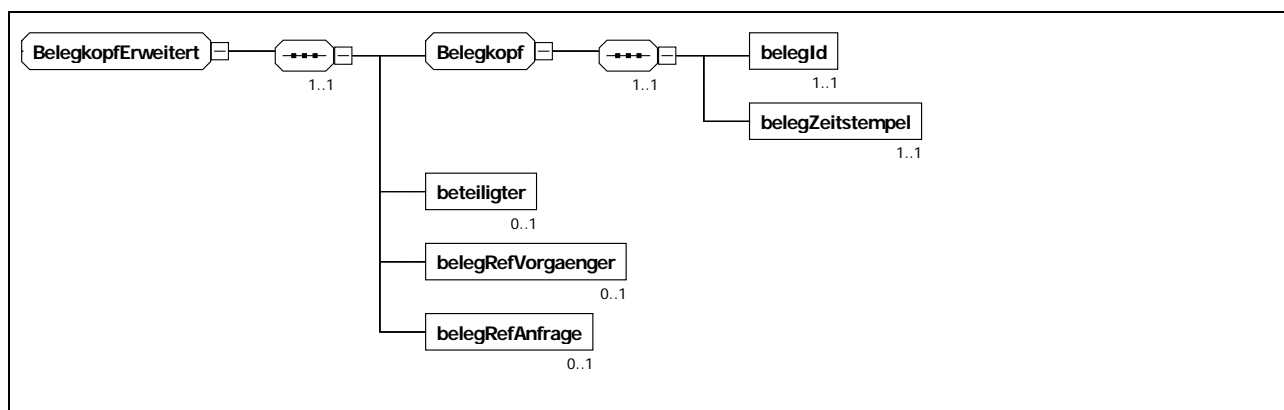 BelegkopfErweitert
1..1
Belegkopf
1..1
belegId
1..1
belegZeitstempel
1..1
beteiligter
0..1
belegRefVorgaenger
0..1
belegRefAnfrage
0..1